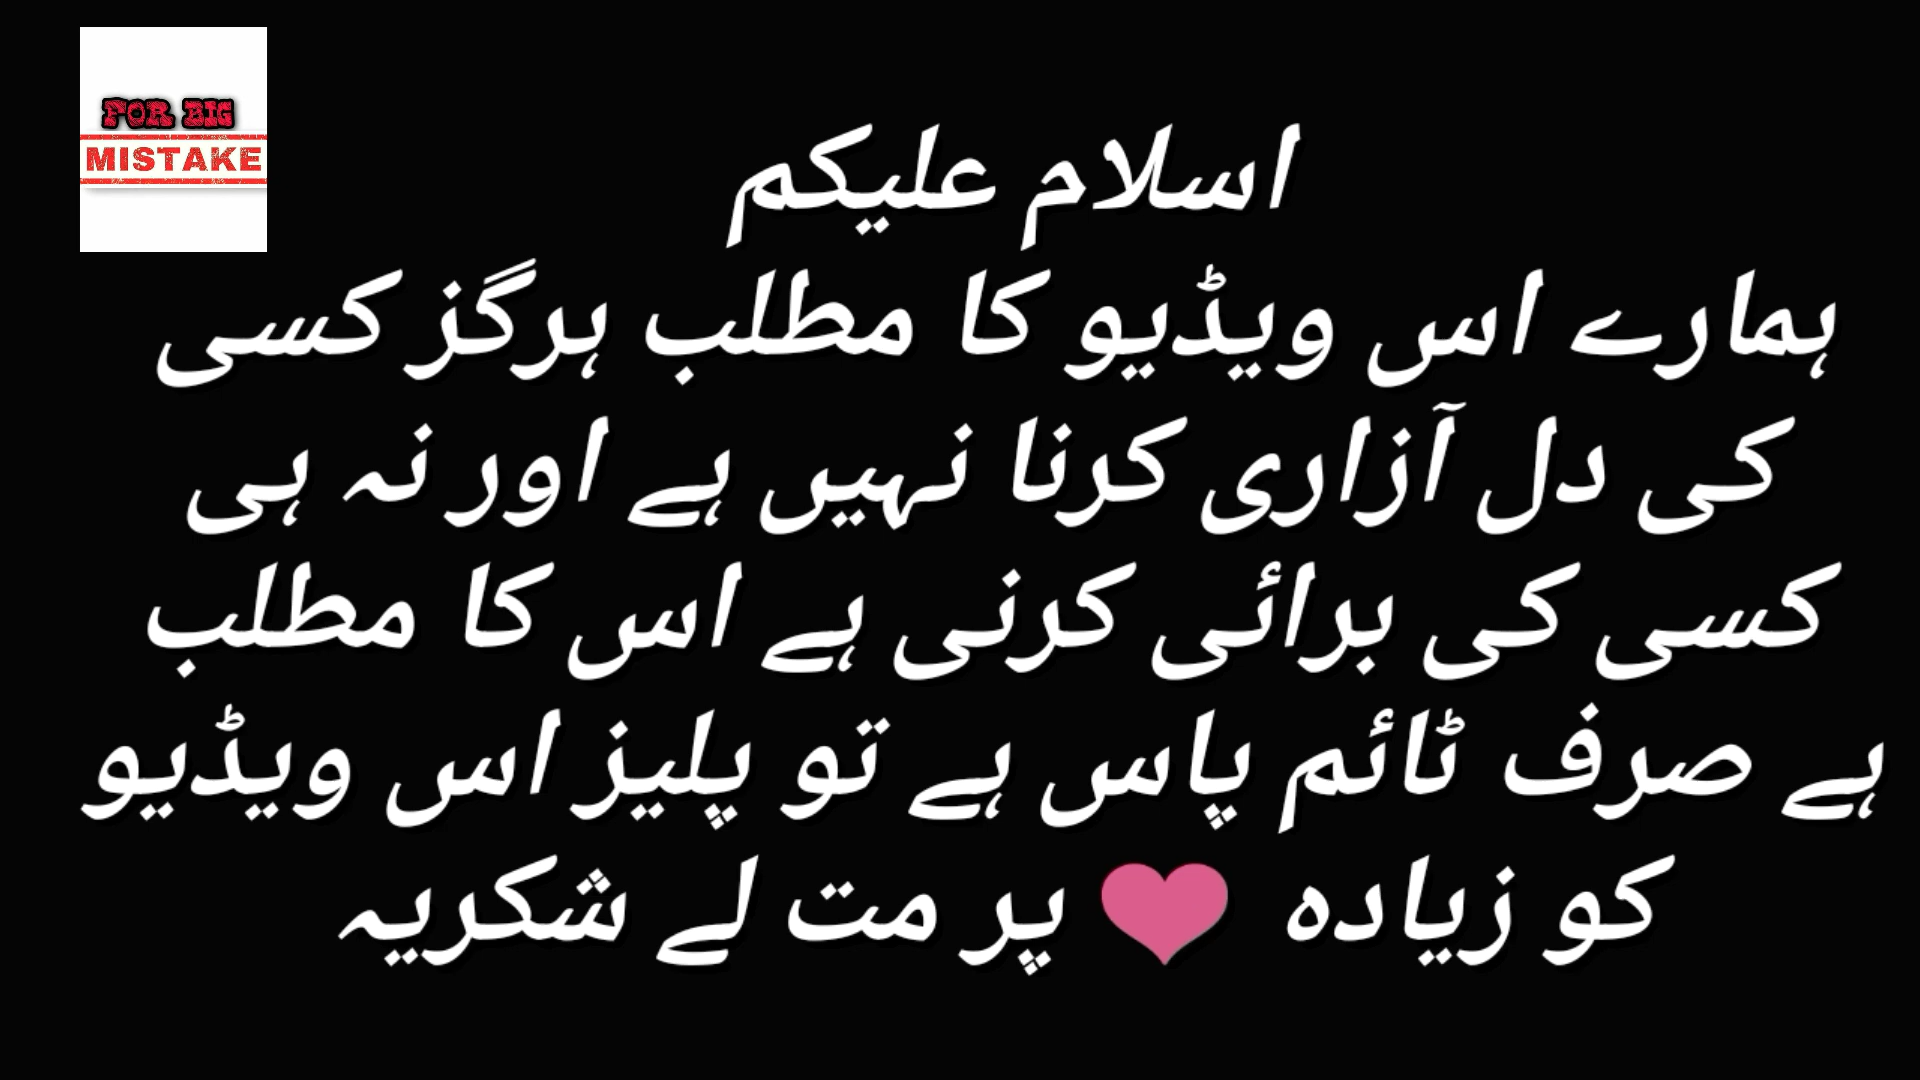 FOR BIG
MISTAKE
اسلام علیکم
ہمارے اس ویڈیو کا مطلب ہرگز کسی
کی دل آزاری کرنا نہیں ہے اور نہ ہی
کسی کی برائی کرنی ہے اس کا مطلب
ہے صرف ٹائم پاس ہے تو پلیز اس ویڈیو
کو زیادہ ❤ پر مت لے شکریہ